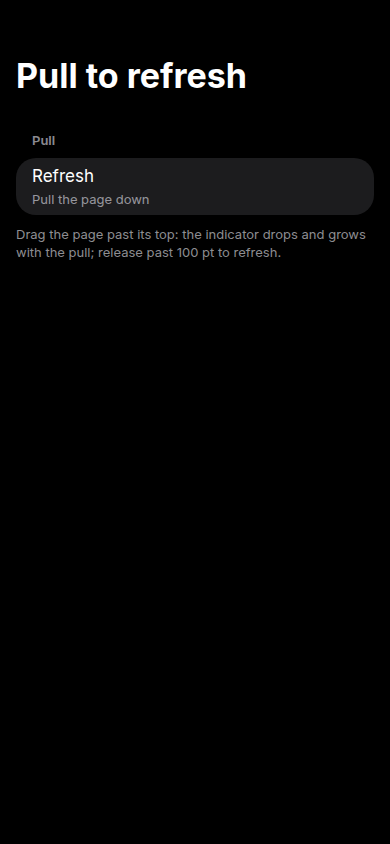 Pull to refresh
Pull
Refresh
Pull the page down
Drag the page past its top: the indicator drops and grows
with the pull; release past 100 pt to refresh.